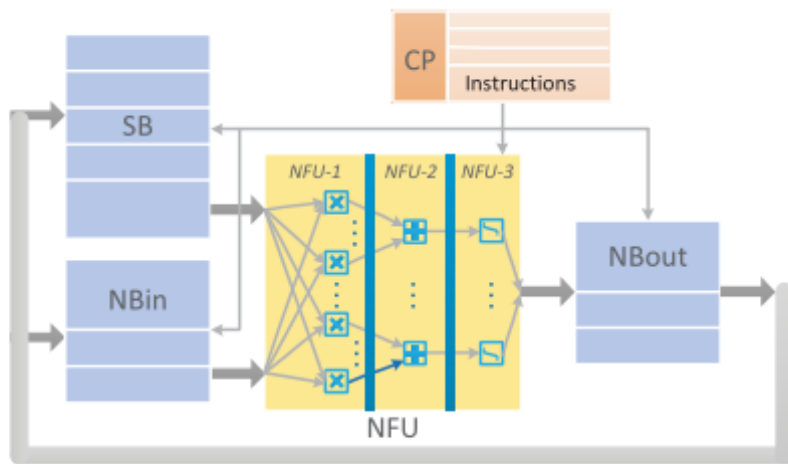 CP
Instructions
SB
NFU-1
NFU-2
NFU-3
NBin
NBout
NFU